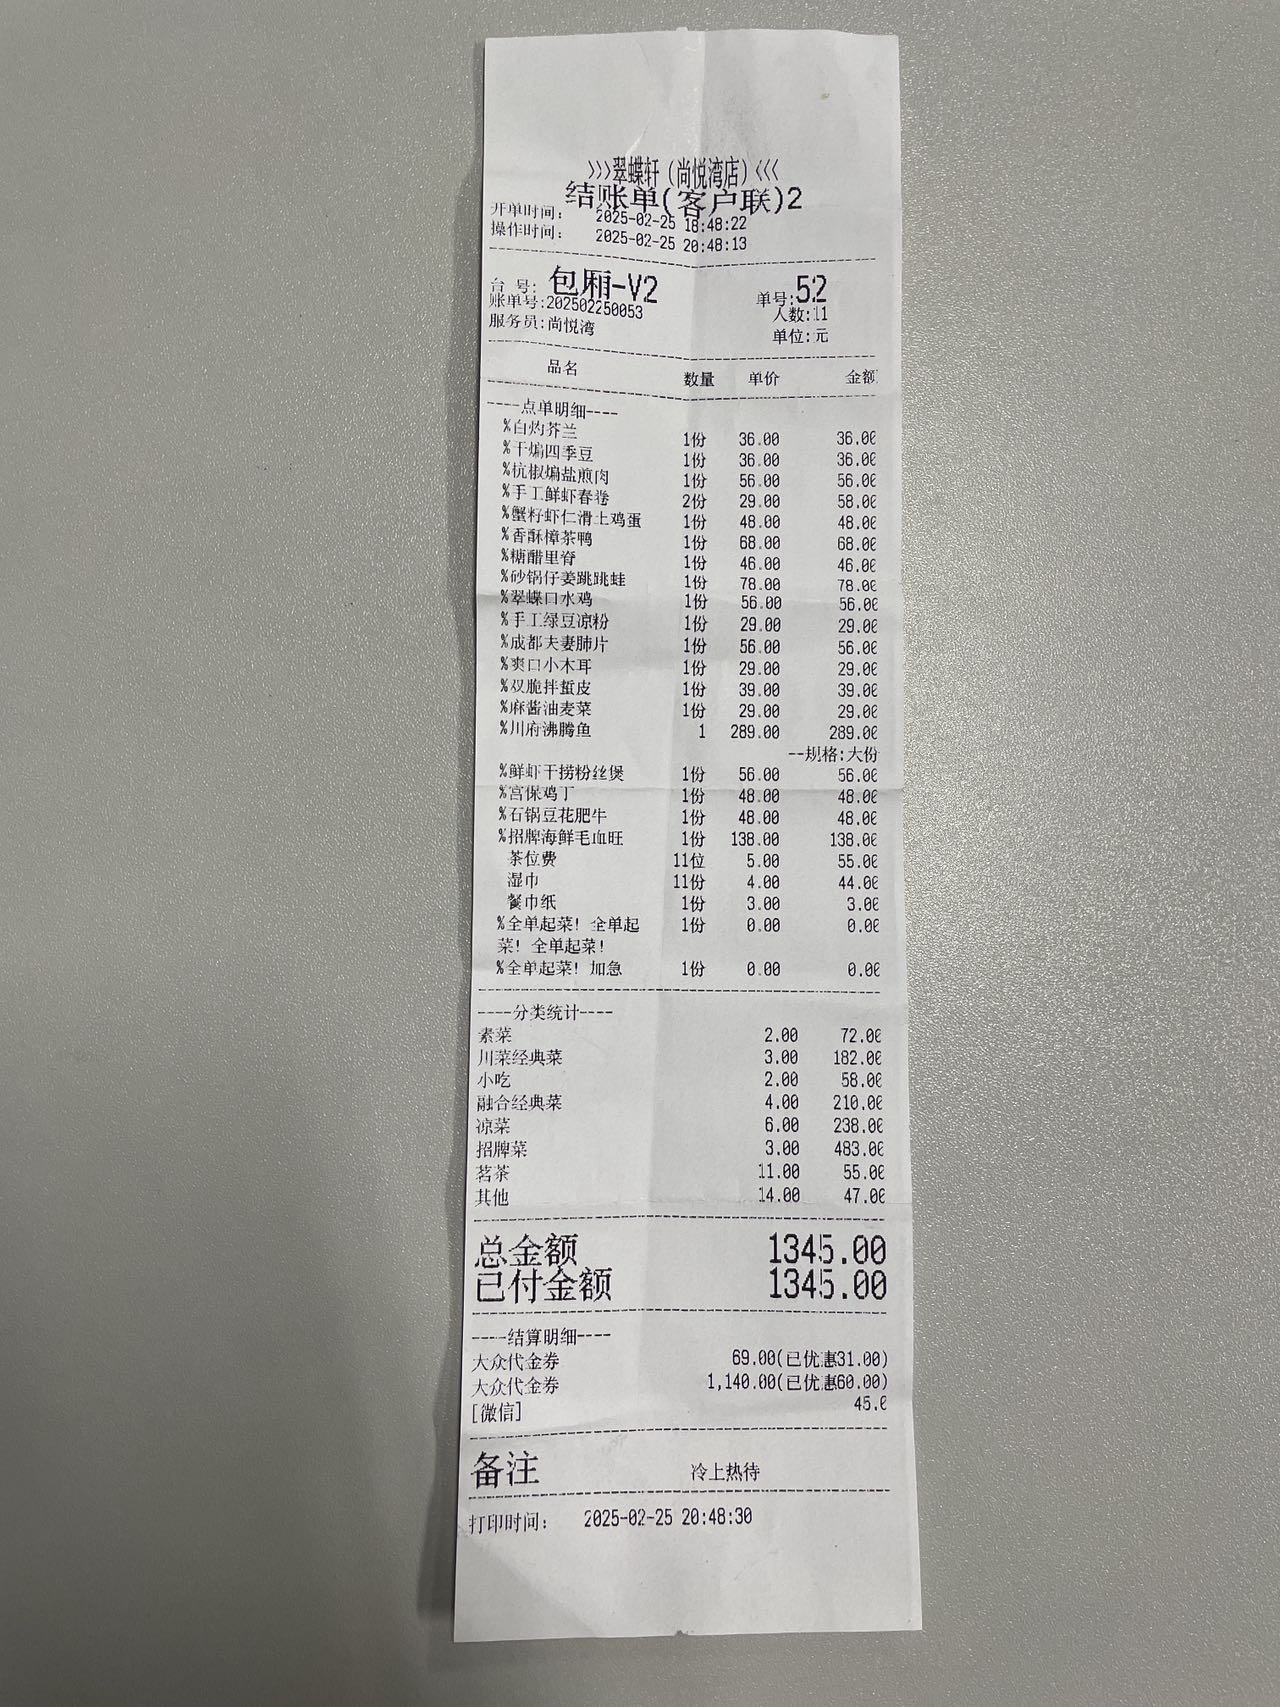 >>>翠蝶轩(尚悦湾店)<<<
结账单(客户联)2
开单时间: 2025-02-25 18:48:22
操作时间: 2025-02-25 20:48:13
台 号: 包厢-V2 单号:52
账单号:202502250053 人数:11
服务员:尚悦湾 单位:元
品名 数量 单价 金额
----点单明细----
%白灼芥兰 1份 36.00 36.00
%干煸四季豆 1份 36.00 36.00
%杭椒煸盐煎肉 1份 56.00 56.00
%手工鲜虾春卷 2份 29.00 58.00
%蟹籽虾仁滑土鸡蛋 1份 48.00 48.00
%香酥樟茶鸭 1份 68.00 68.00
%糖醋里脊 1份 46.00 46.00
%砂锅仔姜跳跳蛙 1份 78.00 78.00
%翠蝶口水鸡 1份 56.00 56.00
%手工绿豆凉粉 1份 29.00 29.00
%成都夫妻肺片 1份 56.00 56.00
%爽口小木耳 1份 29.00 29.00
%双脆拌蜇皮 1份 39.00 39.00
%麻酱油麦菜 1份 29.00 29.00
%川府沸腾鱼 1 289.00 289.00
--规格:大份
%鲜虾干捞粉丝煲 1份 56.00 56.00
%宫保鸡丁 1份 48.00 48.00
%石锅豆花肥牛 1份 48.00 48.00
%招牌海鲜毛血旺 1份 138.00 138.00
茶位费 11位 5.00 55.00
湿巾 11份 4.00 44.00
餐巾纸 1份 3.00 3.00
%全单起菜! 全单起 1份 0.00 0.00
菜! 全单起菜!
%全单起菜! 加急 1份 0.00 0.00
----分类统计----
素菜 2.00 72.00
川菜经典菜 3.00 182.00
小吃 2.00 58.00
融合经典菜 4.00 210.00
凉菜 6.00 238.00
招牌菜 3.00 483.00
茗茶 11.00 55.00
其他 14.00 47.00
总金额 1345.00
已付金额 1345.00
----结算明细----
大众代金券 69.00(已优惠31.00)
大众代金券 1,140.00(已优惠60.00)
[微信] 45.0
备注 冷上热待
打印时间: 2025-02-25 20:48:30